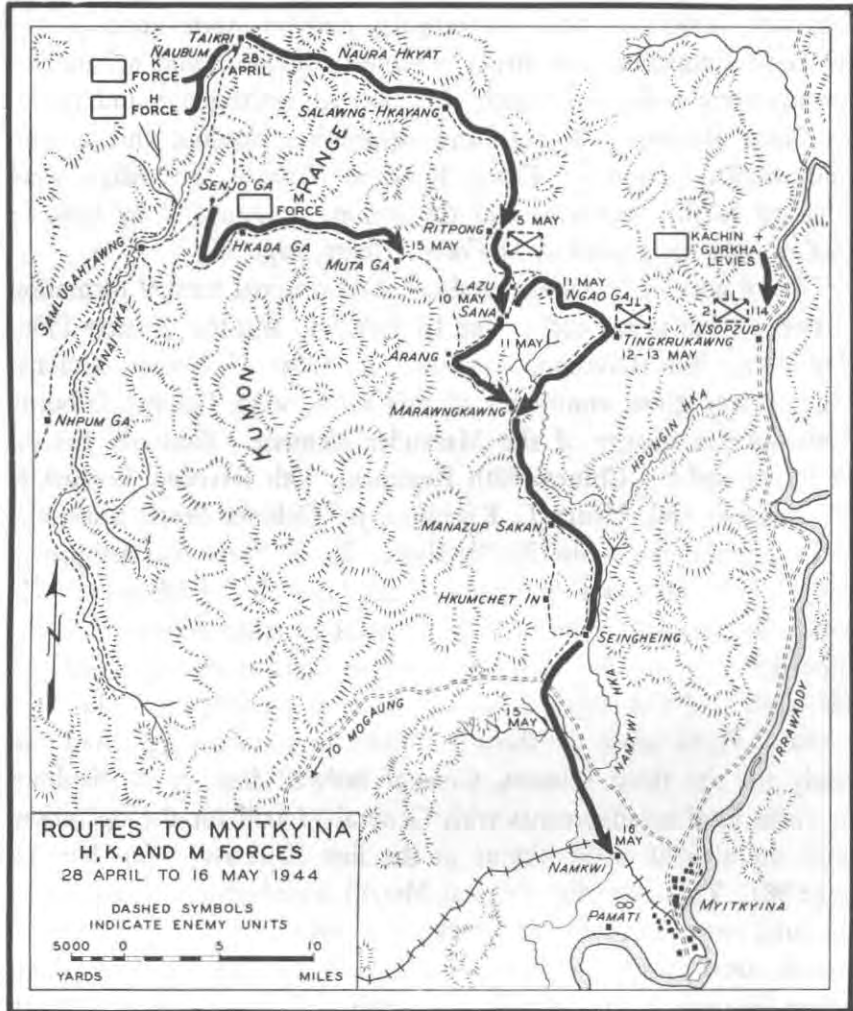 TAIKRI
NAUBUM
K FORCE
H FORCE
28 APRIL
NAURA HKYAT
SALAWNG-HKAYANG
SENJO GA
M FORCE
RANGE
KUMON
HKADA GA
15 MAY
MUTA GA
RITPONG
5 MAY
KACHIN +
GURKHA
LEVIES
SAMLULGAHTAWNG
TANAI HKA
LAZU
10 MAY
SANA
11 MAY
NGAO GA
JL
TINGKRUKAWNG
12-13 MAY
JL
2
114
NSOPZUP
11 MAY
ARANG
MARAWNGKAWNG
NHPUM GA
HPUNGIN HKA
MANAZUP SAKAN
HKUMCHET IN
SEINGHEING
NAMKWI HKA
IRRAWADDY
TO MOGAUNG
15 MAY
16 MAY
NAMKWI
MYITKYINA
PAMATI
ROUTES TO MYITKYINA
H, K, AND M FORCES
28 APRIL TO 16 MAY 1944
DASHED SYMBOLS
INDICATE ENEMY UNITS
5000 0 5 10
YARDS MILES